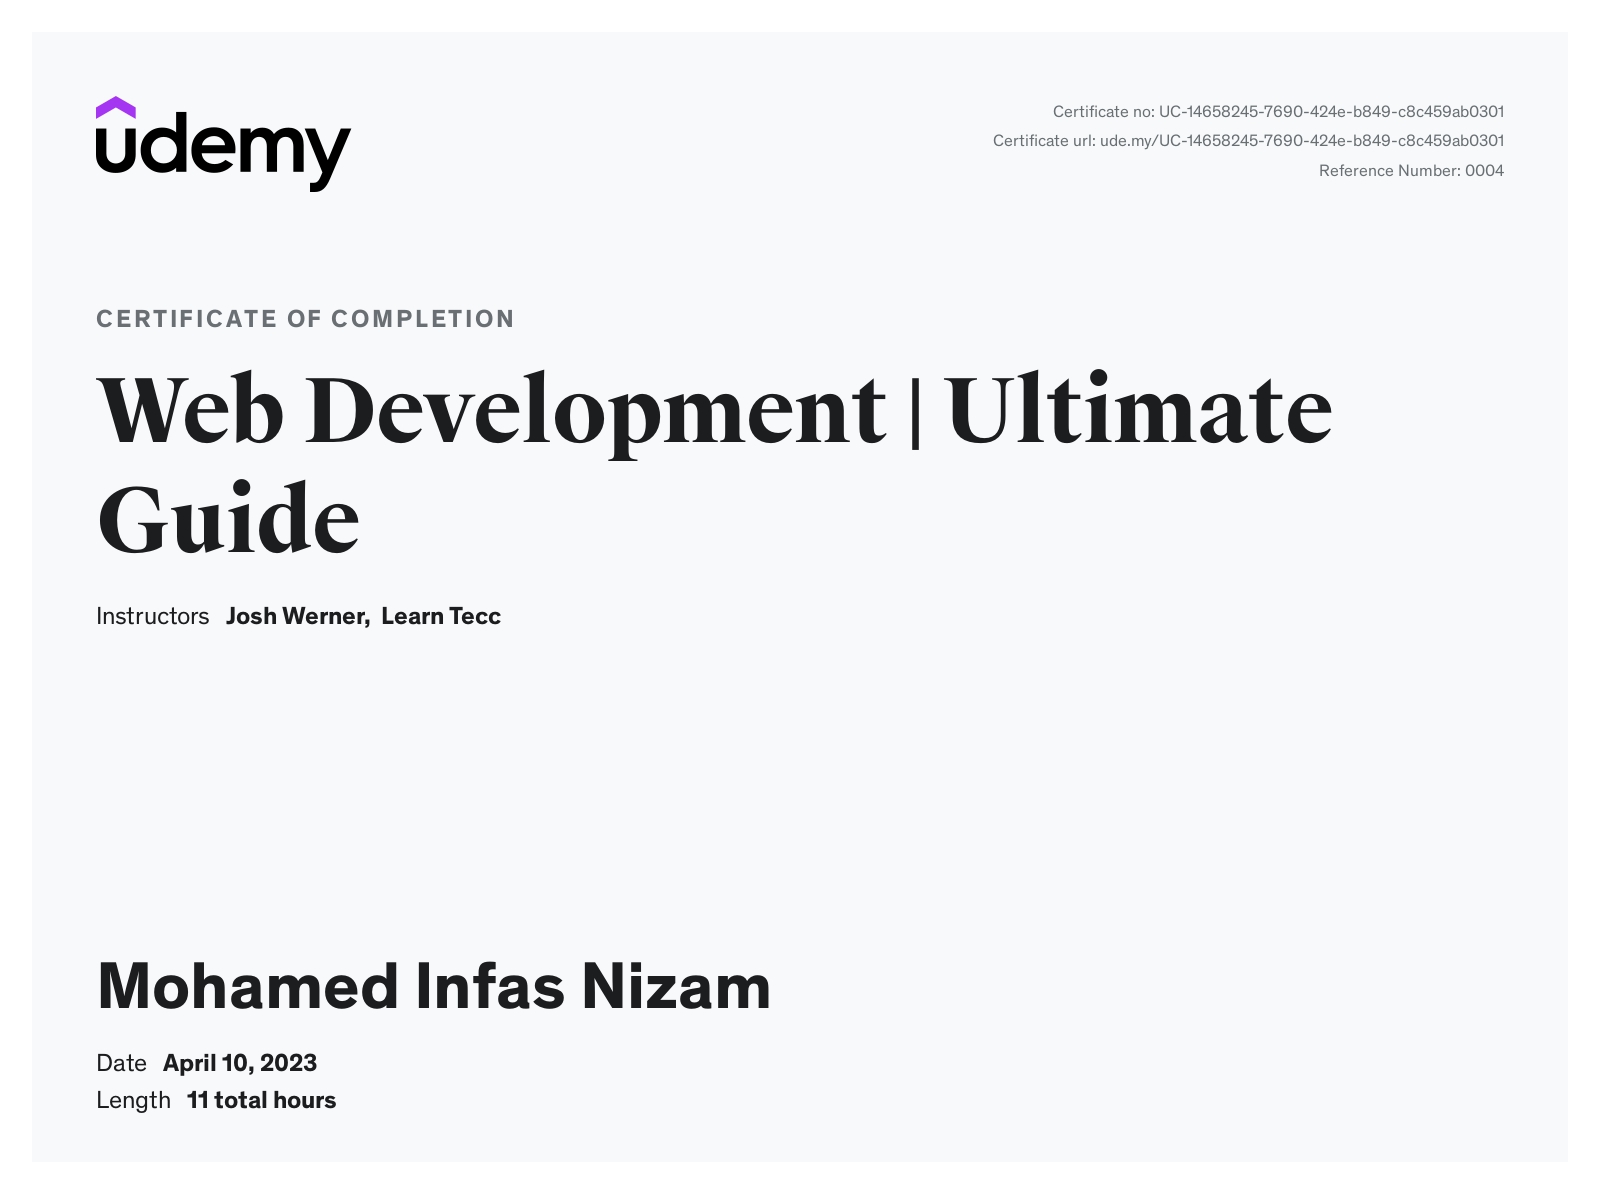 udemy
Certificate no: UC-14658245-7690-424e-b849-c8c459ab0301
Certificate url: ude.my/UC-14658245-7690-424e-b849-c8c459ab0301
Reference Number: 0004
CERTIFICATE OF COMPLETION
Web Development | Ultimate
Guide
Instructors Josh Werner, Learn Tecc
Mohamed Infas Nizam
Date April 10, 2023
Length 11 total hours